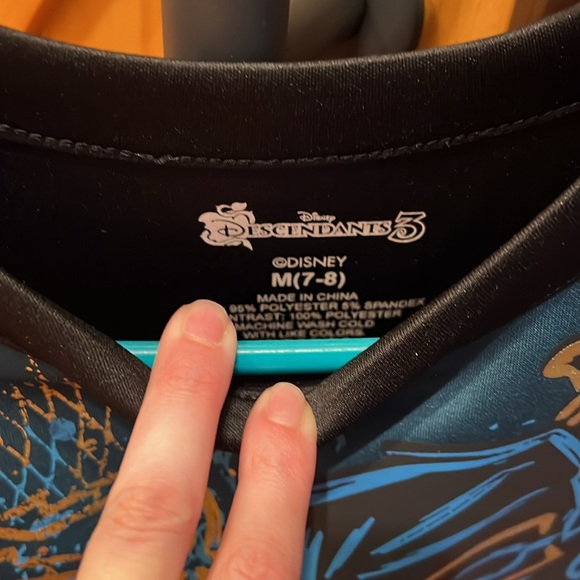 Disney
DESCENDANTS 3
©DISNEY
M(7-8)
MADE IN CHINA
95% POLYESTER 5% SPANDEX
NTRAST: 100% POLYESTER
MACHINE WASH COLD
WITH LIKE COLORS.